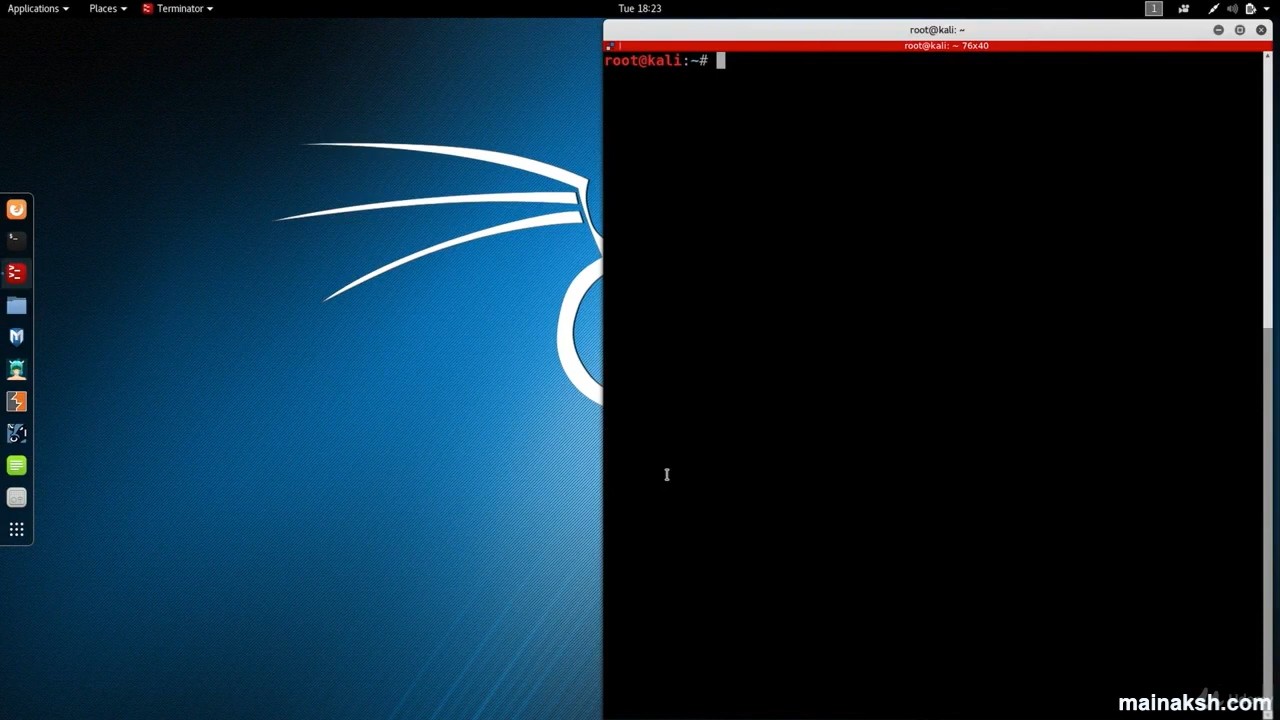 Applications Places Terminator Tue 18:23 1
root@kali: ~
root@kali: ~ 76x40
root@kali:~#
mainaksh.com